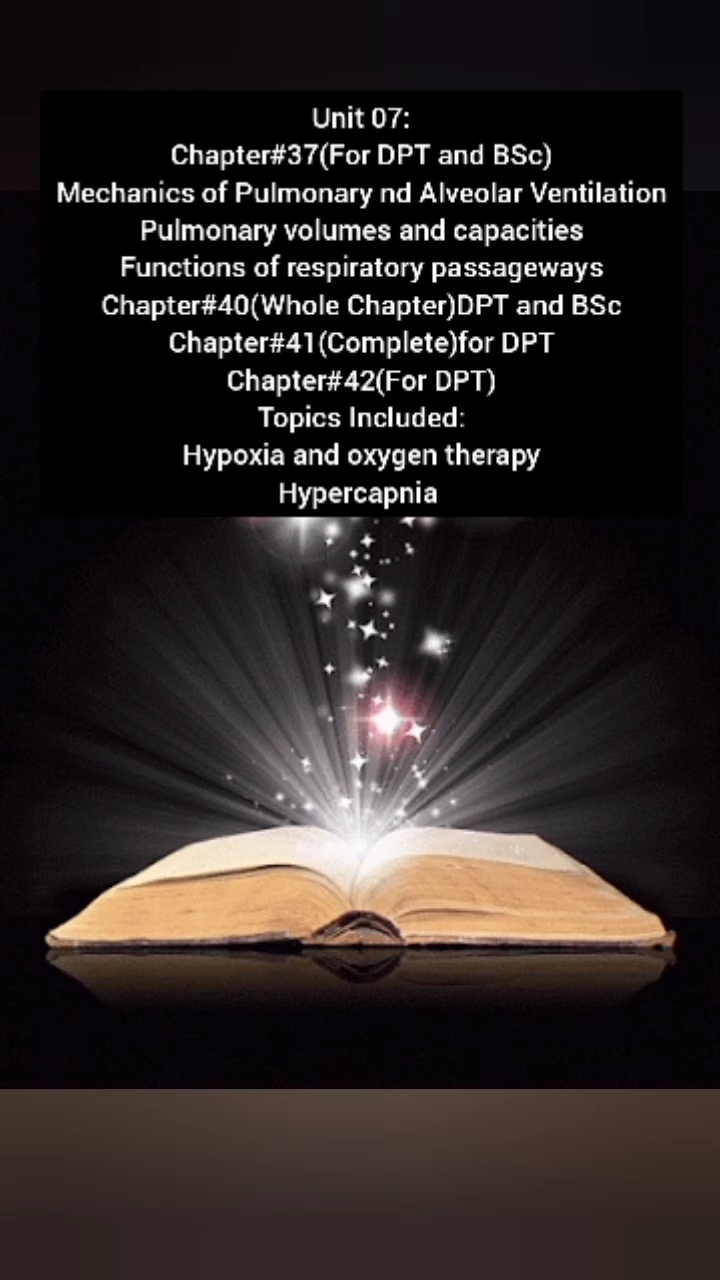 Unit 07:
Chapter#37(For DPT and BSc)
Mechanics of Pulmonary nd Alveolar Ventilation
Pulmonary volumes and capacities
Functions of respiratory passageways
Chapter#40(Whole Chapter)DPT and BSc
Chapter#41(Complete)for DPT
Chapter#42(For DPT)
Topics Included:
Hypoxia and oxygen therapy
Hypercapnia